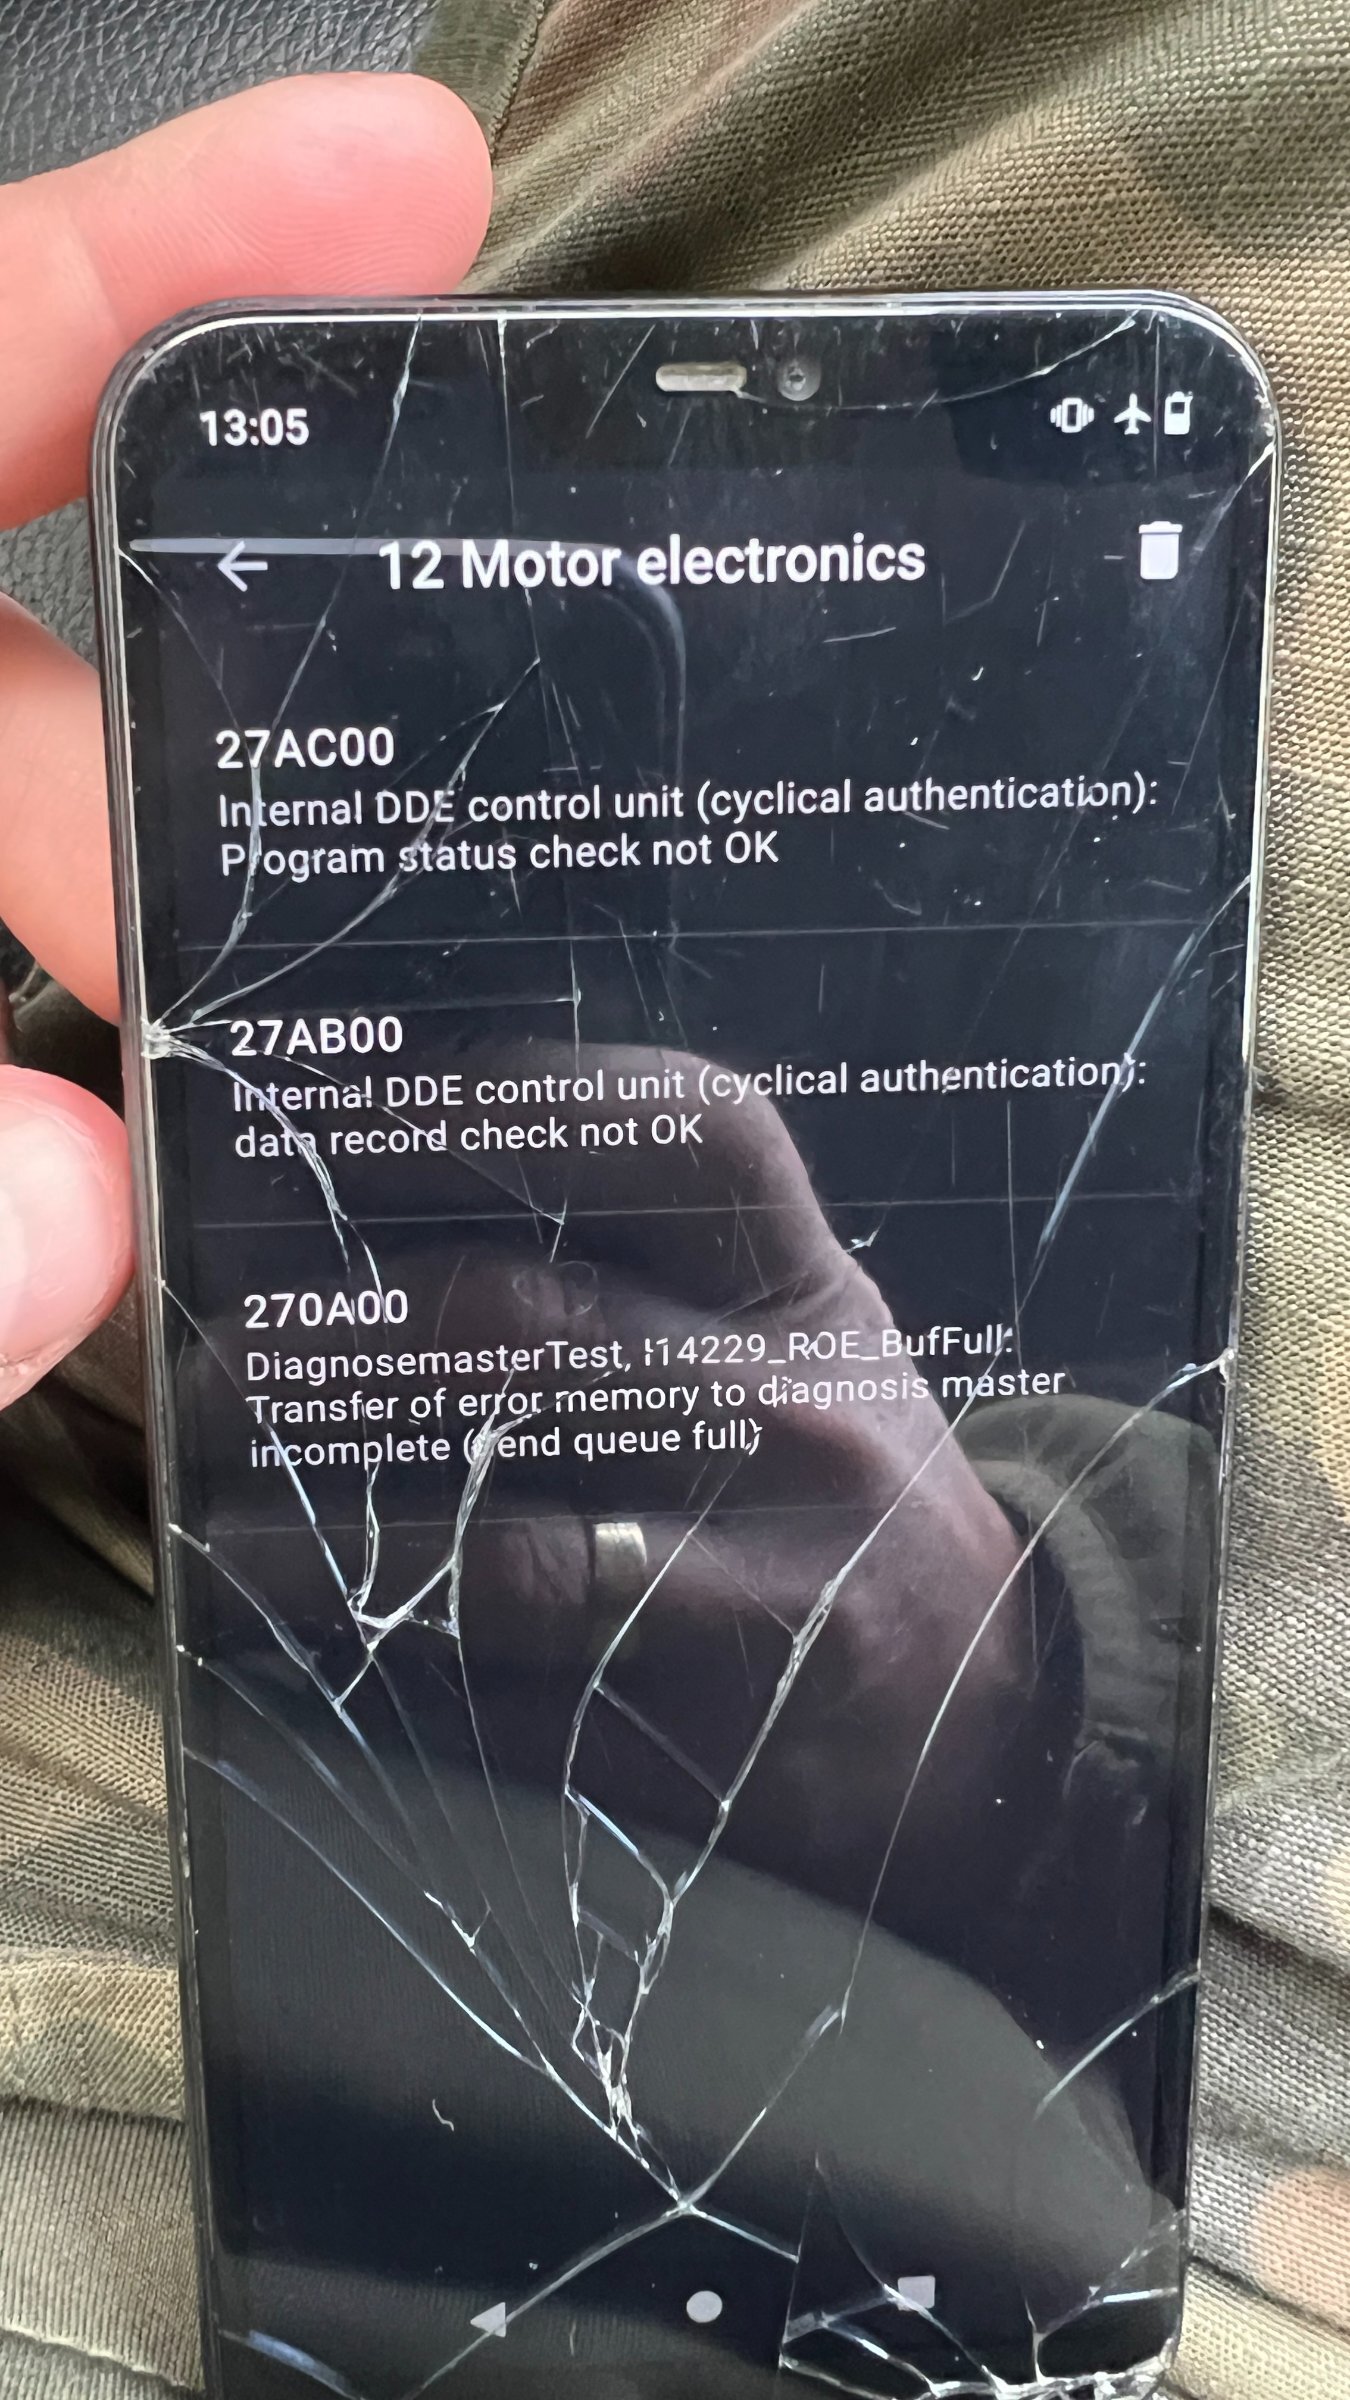 13:05
12 Motor electronics
27AC00
Internal DDE control unit (cyclical authentication):
Program status check not OK
27AB00
Internal DDE control unit (cyclical authentication):
data record check not OK
270A00
DiagnosemasterTest, I14229_ROE_BufFull:
Transfer of error memory to diagnosis master
incomplete (send queue full)